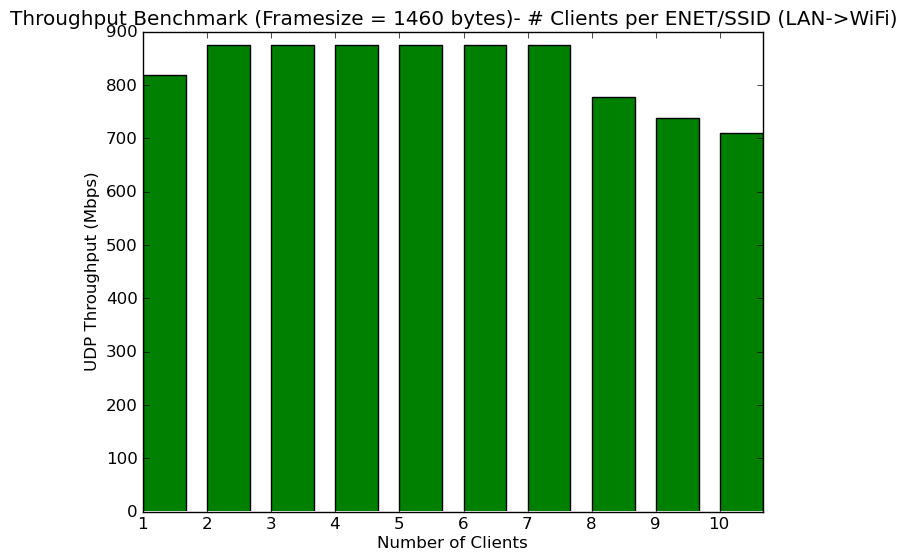 Throughput Benchmark (Framesize = 1460 bytes)- # Clients per ENET/SSID (LAN->WiFi)
900
800
700
600
500
400
300
200
100
0
UDP Throughput (Mbps)
1 2 3 4 5 6 7 8 9 10
Number of Clients